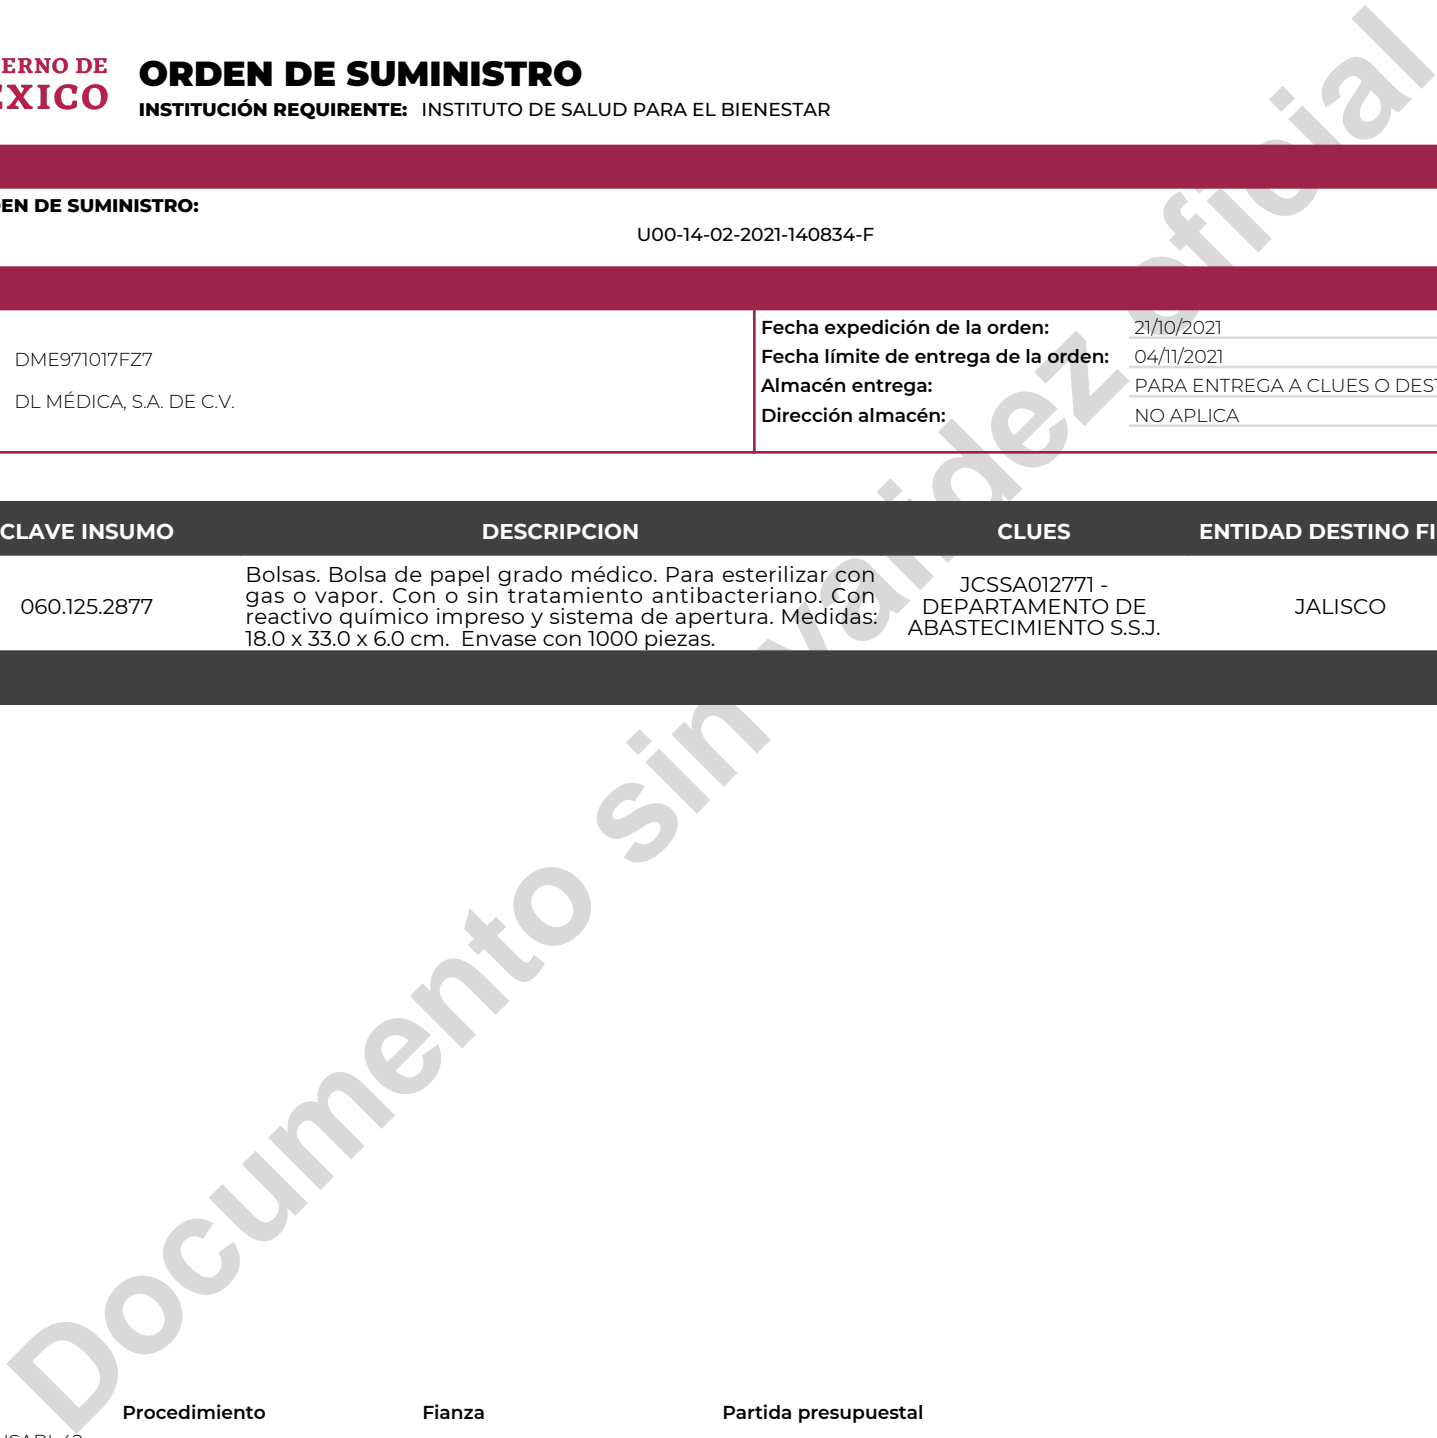 ERNO DE
ÉXICO
ORDEN DE SUMINISTRO
INSTITUCIÓN REQUIRENTE: INSTITUTO DE SALUD PARA EL BIENESTAR
EN DE SUMINISTRO:
U00-14-02-2021-140834-F
DME971017FZ7
DL MÉDICA, S.A. DE C.V.
Fecha expedición de la orden: 21/10/2021
Fecha límite de entrega de la orden: 04/11/2021
Almacén entrega: PARA ENTREGA A CLUES O DEST
Dirección almacén: NO APLICA
CLAVE INSUMO DESCRIPCION CLUES ENTIDAD DESTINO FI
060.125.2877
Bolsas. Bolsa de papel grado médico. Para esterilizar con
gas o vapor. Con o sin tratamiento antibacteriano. Con
reactivo químico impreso y sistema de apertura. Medidas:
18.0 x 33.0 x 6.0 cm. Envase con 1000 piezas.
JCSSA012771 -
DEPARTAMENTO DE
ABASTECIMIENTO S.S.J.
JALISCO
Documento sin validez oficial
Procedimiento Fianza Partida presupuestal